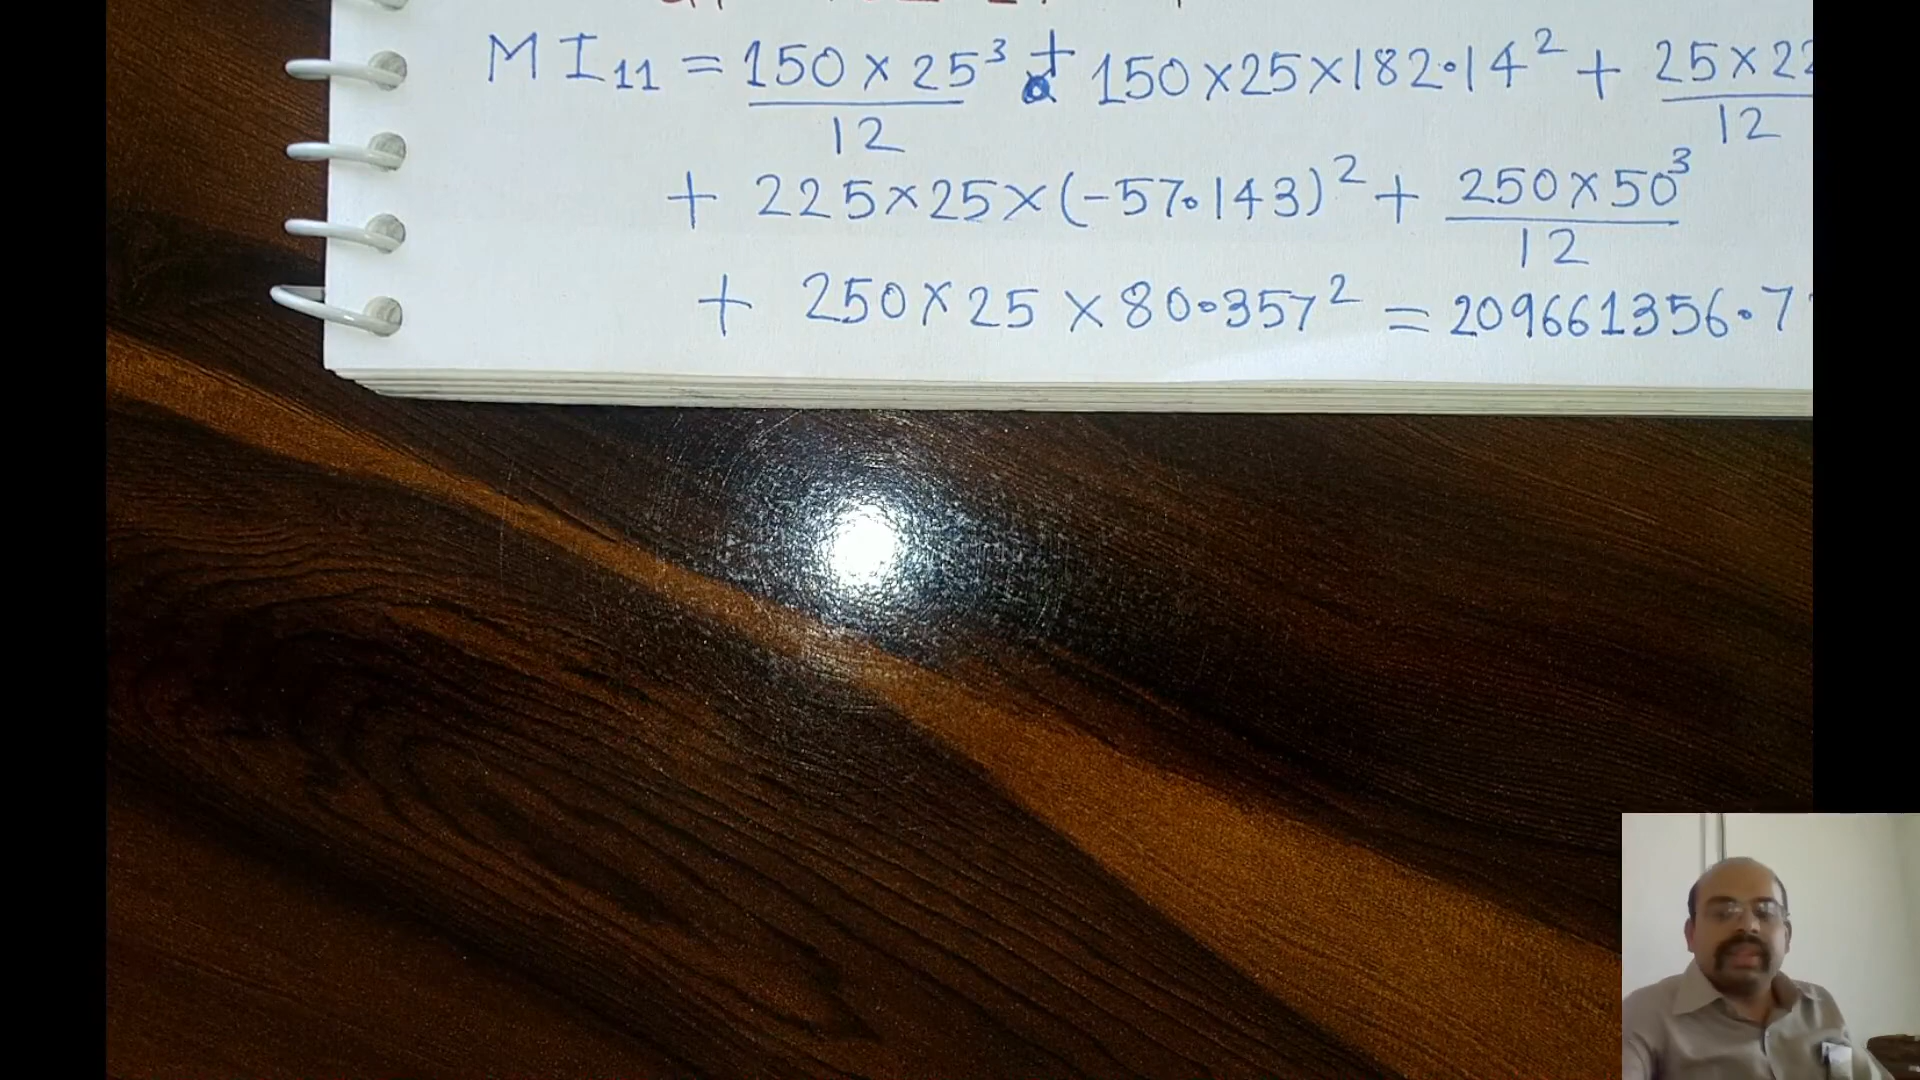 MI₁₁ = 150 × 25³ / 12 + 150×25×182.14² + 25×22 / 12
+ 225×25×(-57.143)² + 250×50³ / 12
+ 250×25×80.357² = 209661356.7